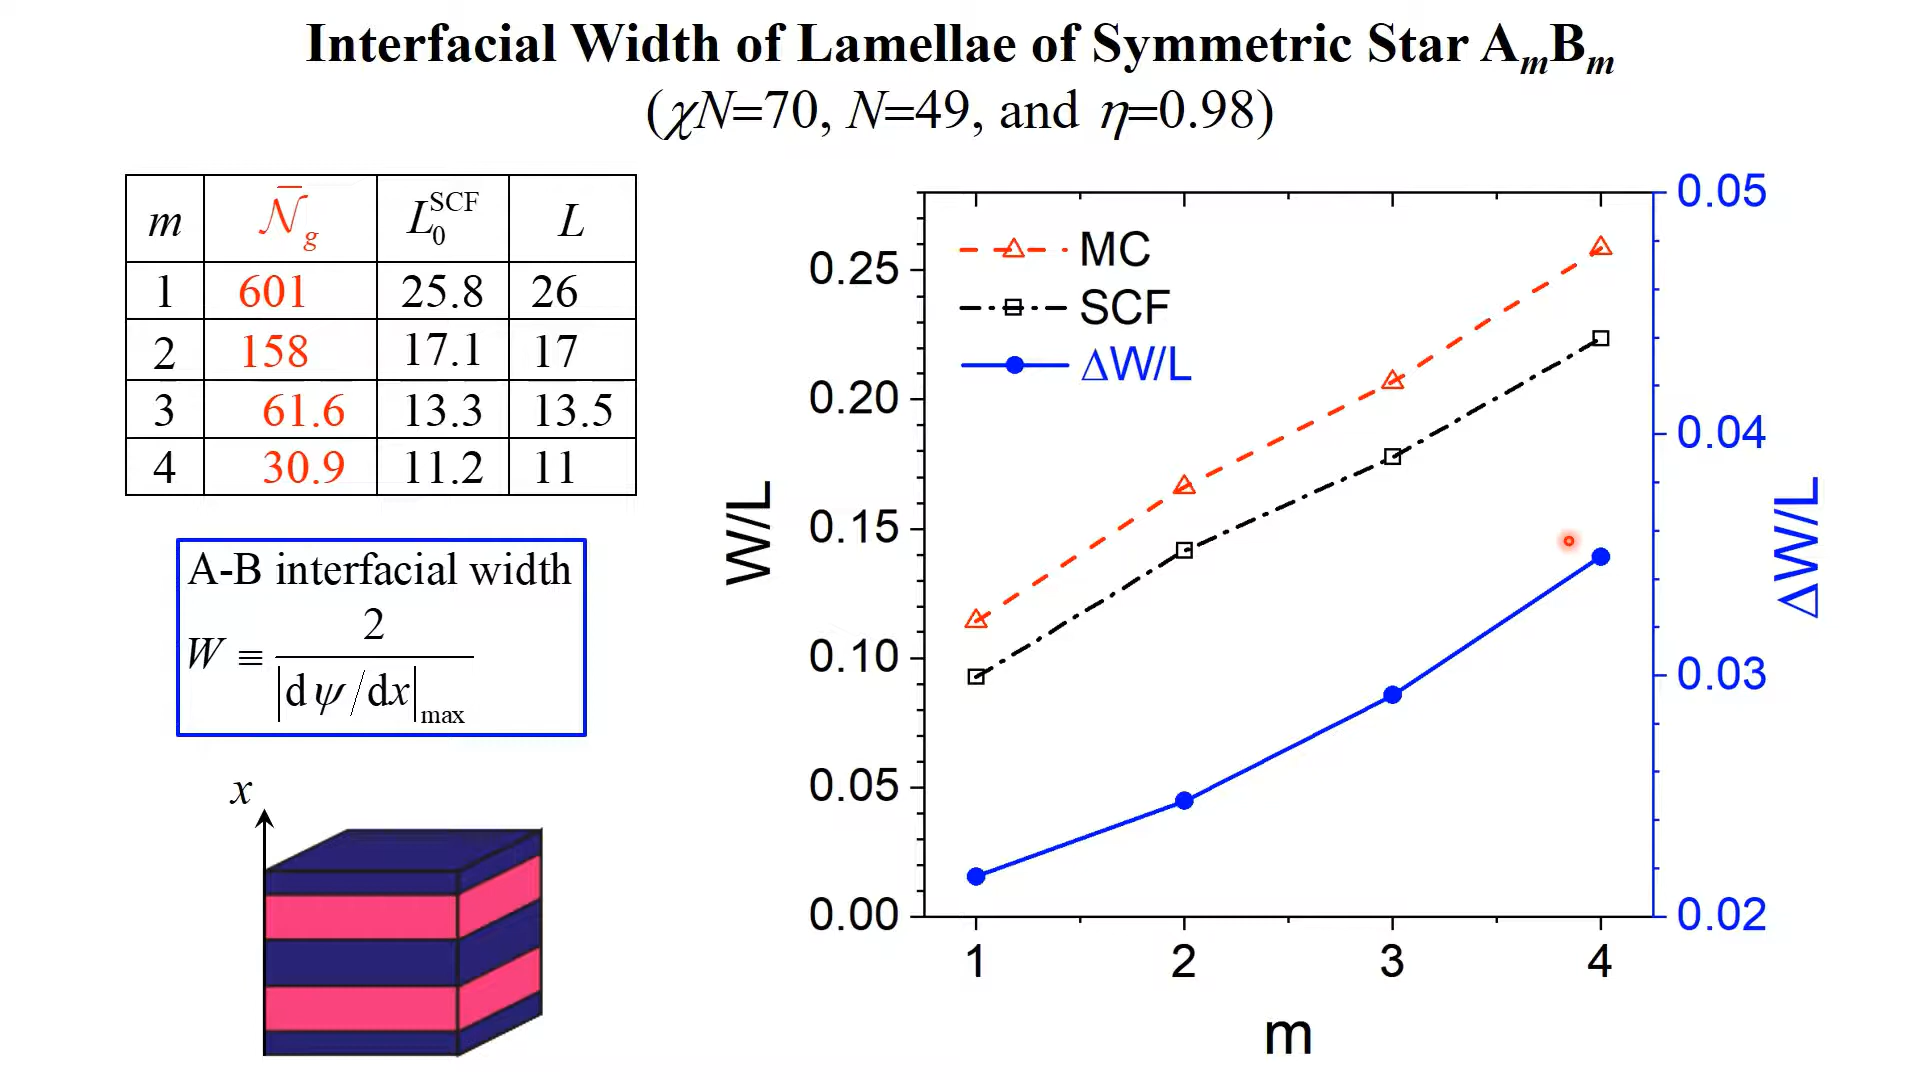 Interfacial Width of Lamellae of Symmetric Star AₘBₘ
(χN=70, N=49, and η=0.98)
m 𝒩̄_g L₀^SCF L
1 601 25.8 26
2 158 17.1 17
3 61.6 13.3 13.5
4 30.9 11.2 11
A-B interfacial width
W ≡ 2 / |dψ/dx|max
x
MC
SCF
ΔW/L
W/L
0.25
0.20
0.15
0.10
0.05
0.00
1 2 3 4
m
0.05
0.04
0.03
0.02
ΔW/L